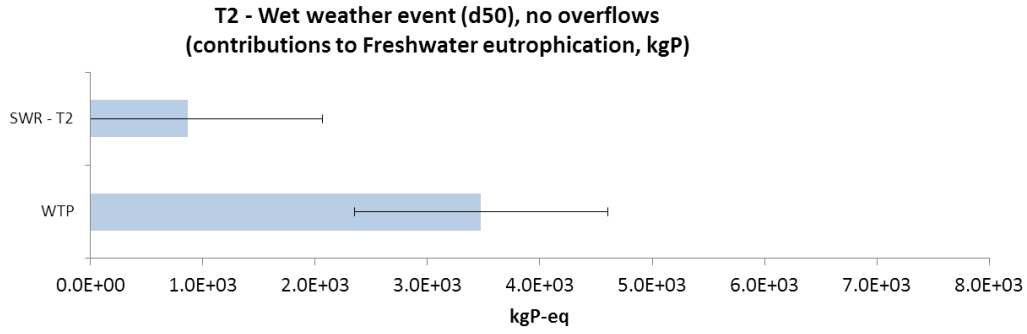 T2 - Wet weather event (d50), no overflows
(contributions to Freshwater eutrophication, kgP)
SWR - T2
WTP
0.0E+00 1.0E+03 2.0E+03 3.0E+03 4.0E+03 5.0E+03 6.0E+03 7.0E+03 8.0E+03
kgP-eq